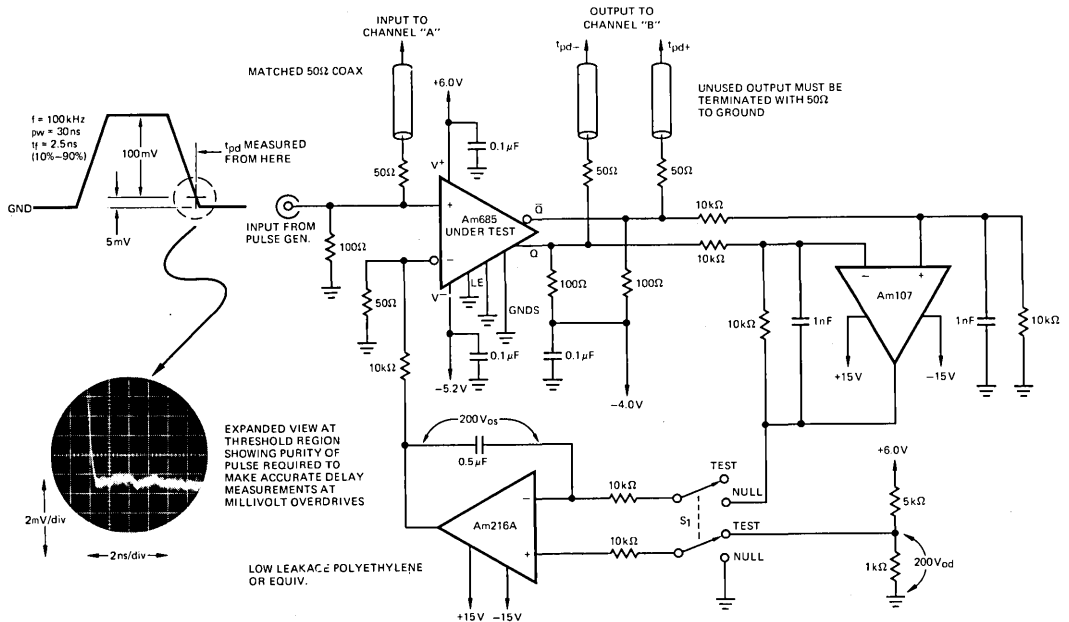 INPUT TO
CHANNEL "A"
OUTPUT TO
CHANNEL "B"
tpd−
tpd+
MATCHED 50Ω COAX
UNUSED OUTPUT MUST BE
TERMINATED WITH 50Ω
TO GROUND
+6.0V
f = 100kHz
pw = 30ns
tf = 2.5ns
(10%–90%)
100mV
tpd MEASURED
FROM HERE
0.1µF
V+
50Ω
50Ω
50Ω
GND
5mV
INPUT FROM
PULSE GEN.
+
Am685
UNDER TEST
−
Q̅
Q
10kΩ
10kΩ
100Ω
50Ω
V−
LE
GNDS
100Ω
100Ω
− +
Am107
10kΩ
1nF
1nF
10kΩ
+15V
−15V
10kΩ
0.1µF
0.1µF
−5.2V
−4.0V
200Vos
0.5µF
EXPANDED VIEW AT
THRESHOLD REGION
SHOWING PURITY OF
PULSE REQUIRED TO
MAKE ACCURATE DELAY
MEASUREMENTS AT
MILLIVOLT OVERDRIVES
+6.0V
TEST
10kΩ
NULL
5kΩ
−
Am216A
+
S1
TEST
2mV/div
10kΩ
NULL
1kΩ
200Vod
2ns/div
LOW LEAKACE POLYETHYLENE
OR EQUIV.
+15V
−15V